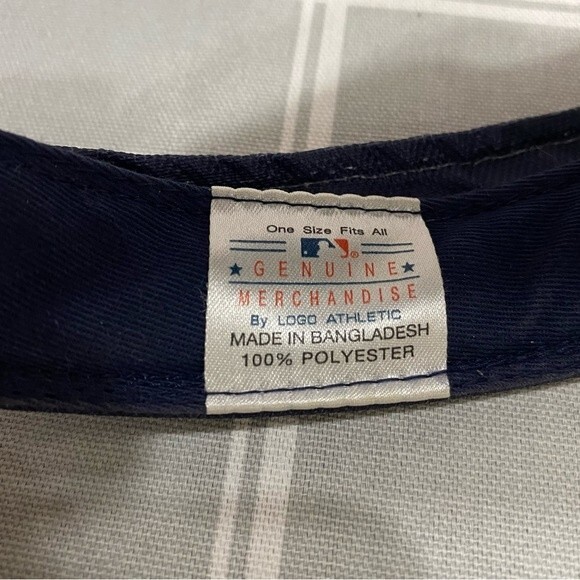 One Size Fits All
®
★ GENUINE ★
MERCHANDISE
By LOGO ATHLETIC
MADE IN BANGLADESH
100% POLYESTER